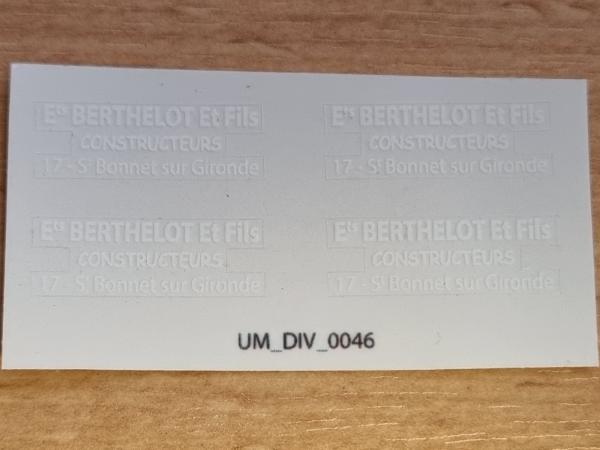 Ets BERTHELOT Et Fils
CONSTRUCTEURS
17 - St Bonnet sur Gironde
Ets BERTHELOT Et Fils
CONSTRUCTEURS
17 - St Bonnet sur Gironde
Ets BERTHELOT Et Fils
CONSTRUCTEURS
17 - St Bonnet sur Gironde
Ets BERTHELOT Et Fils
CONSTRUCTEURS
17 - St Bonnet sur Gironde
UM_DIV_0046